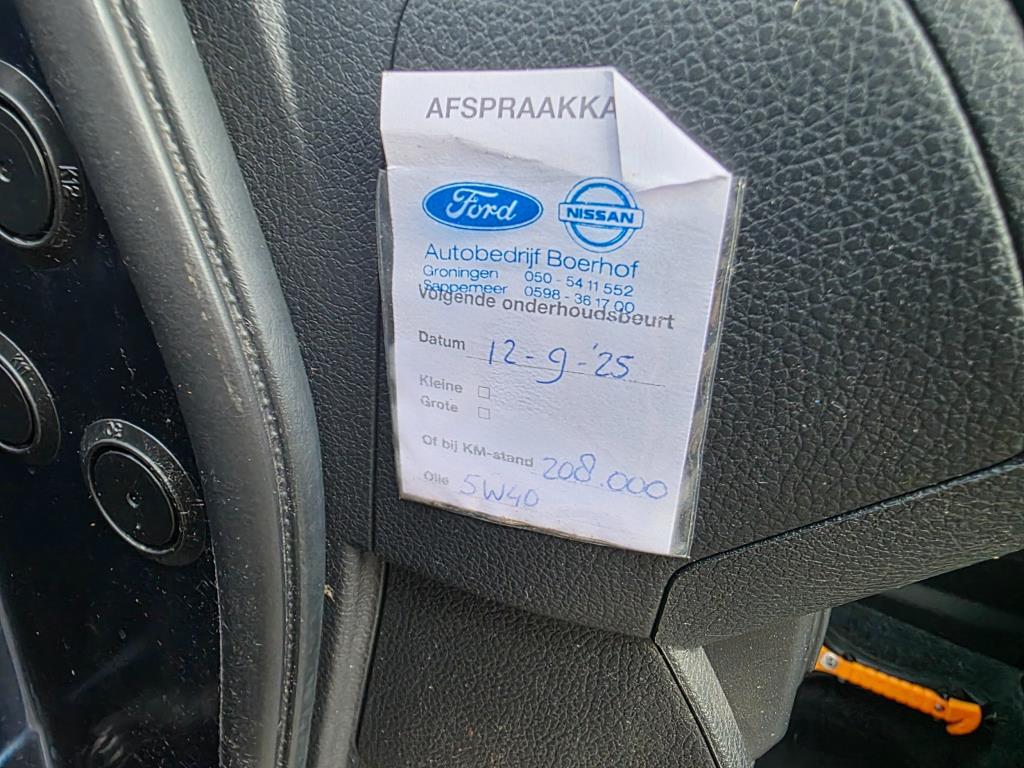 AFSPRAAKKA
Ford NISSAN
Autobedrijf Boerhof
Groningen 050 - 54 11 552
Sappemeer 0598 - 36 17 00
Volgende onderhoudsbeurt
Datum 12-9-'25
Kleine
Grote
Of bij KM-stand 208.000
Olie 5W40